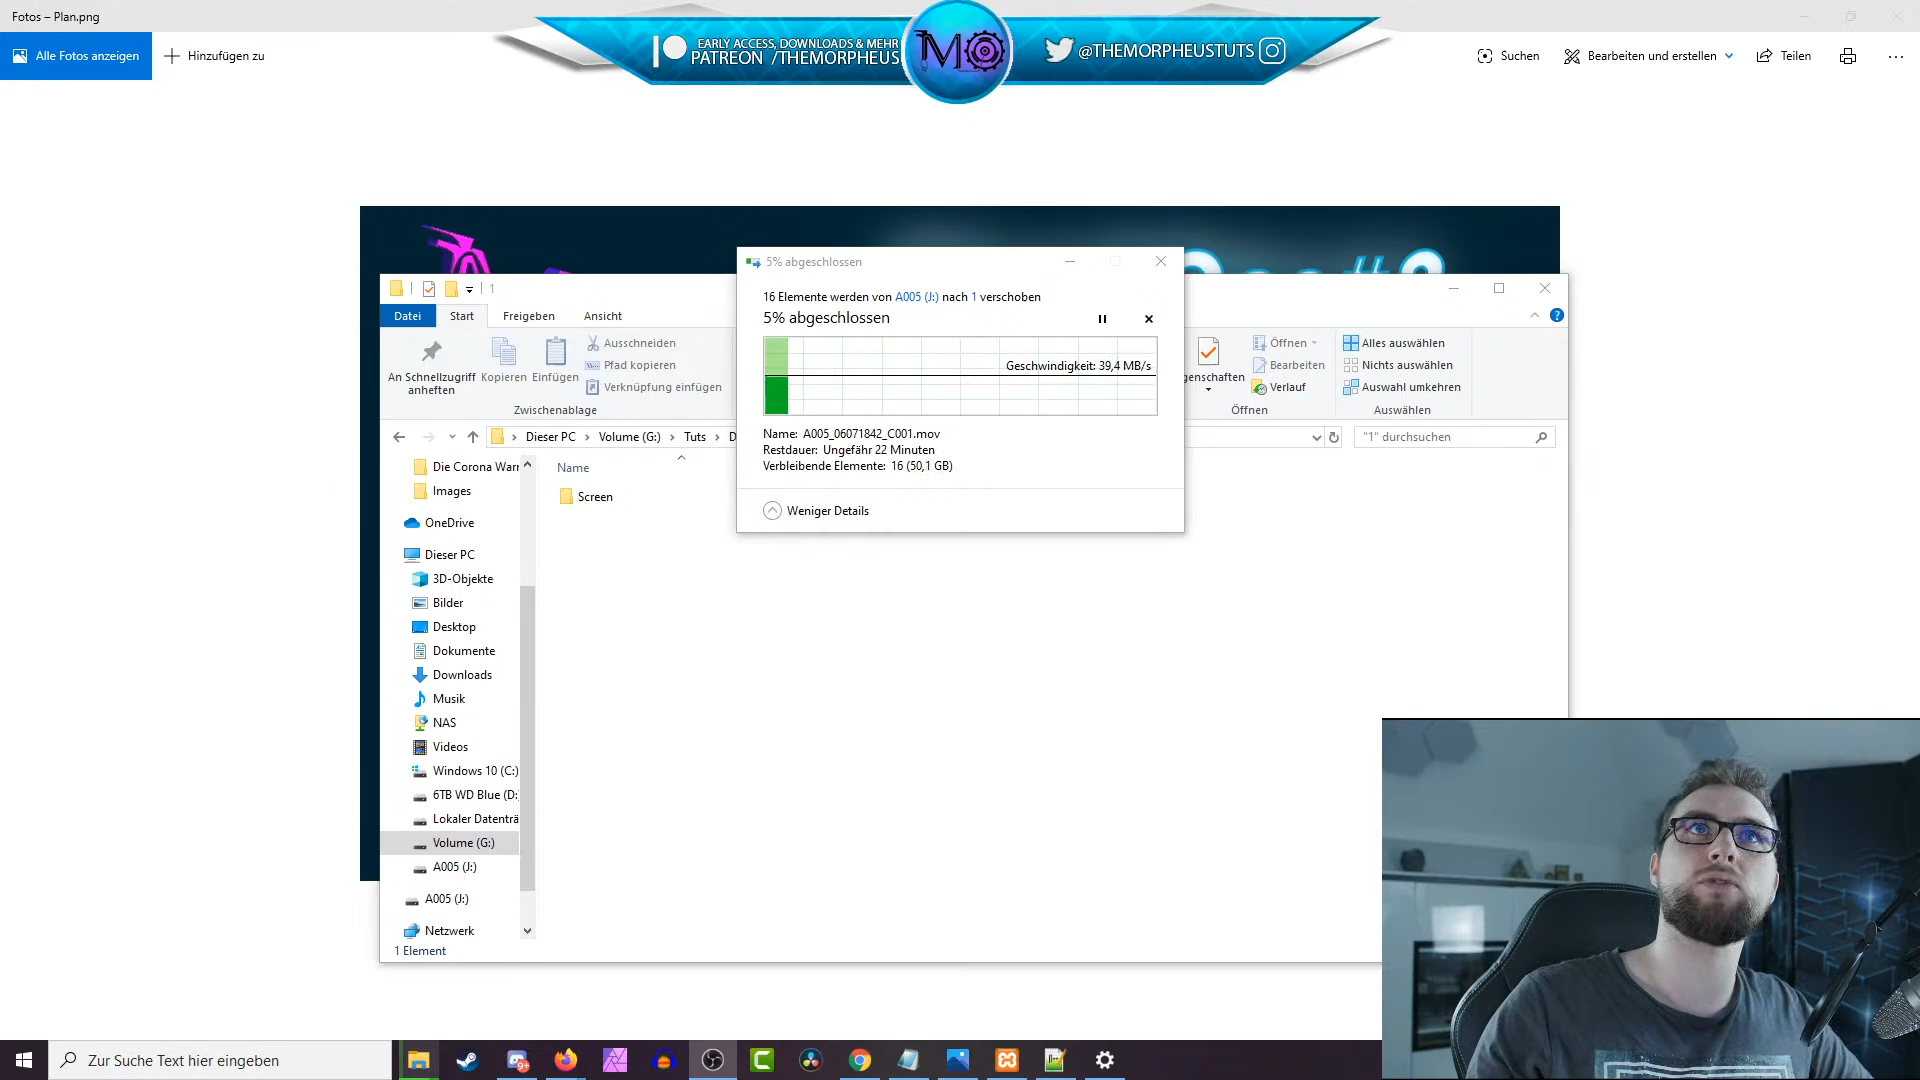 Fotos – Plan.png
Alle Fotos anzeigen
Hinzufügen zu
EARLY ACCESS, DOWNLOADS & MEHR
PATREON /THEMORPHEUS
MO
@THEMORPHEUSTUTS
Suchen
Bearbeiten und erstellen
Teilen
5% abgeschlossen
16 Elemente werden von A005 (J:) nach 1 verschoben
5% abgeschlossen
Geschwindigkeit: 39,4 MB/s
Name: A005_06071842_C001.mov
Restdauer: Ungefähr 22 Minuten
Verbleibende Elemente: 16 (50,1 GB)
Weniger Details
1
Datei
Start
Freigeben
Ansicht
An Schnellzugriff
anheften
Kopieren
Einfügen
Ausschneiden
Pfad kopieren
Verknüpfung einfügen
Zwischenablage
genschaften
Öffnen
Bearbeiten
Verlauf
Öffnen
Alles auswählen
Nichts auswählen
Auswahl umkehren
Auswählen
Dieser PC
Volume (G:)
Tuts
D
"1" durchsuchen
Name
Screen
Die Corona Warr
Images
OneDrive
Dieser PC
3D-Objekte
Bilder
Desktop
Dokumente
Downloads
Musik
NAS
Videos
Windows 10 (C:)
6TB WD Blue (D:
Lokaler Datenträ
Volume (G:)
A005 (J:)
A005 (J:)
Netzwerk
1 Element
Zur Suche Text hier eingeben
9+